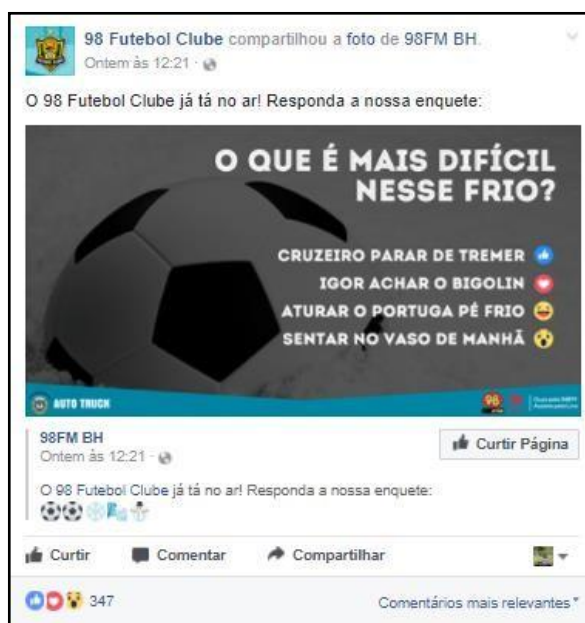 98 Futebol Clube compartilhou a foto de 98FM BH.
Ontem às 12:21
O 98 Futebol Clube já tá no ar! Responda a nossa enquete:
O QUE É MAIS DIFÍCIL
NESSE FRIO?
CRUZEIRO PARAR DE TREMER
IGOR ACHAR O BIGOLIN
ATURAR O PORTUGA PÉ FRIO
SENTAR NO VASO DE MANHÃ
AUTO TRUCK
98
98FM BH
Ontem às 12:21
Curtir Página
O 98 Futebol Clube já tá no ar! Responda a nossa enquete:
Curtir Comentar Compartilhar
347 Comentários mais relevantes